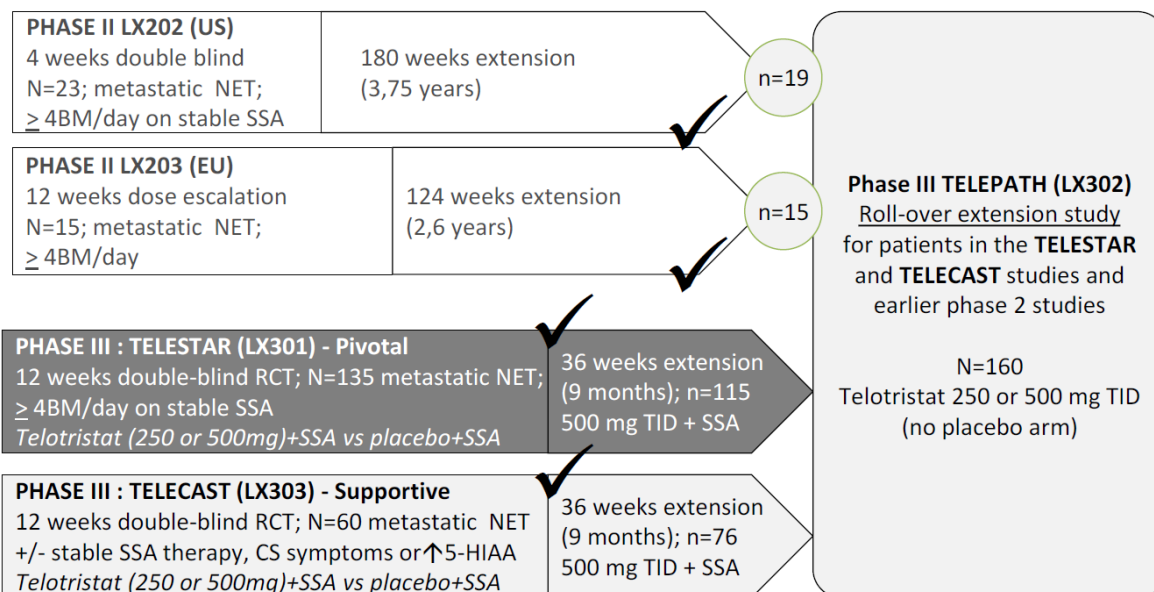 PHASE II LX202 (US)
4 weeks double blind
N=23; metastatic NET;
≥ 4BM/day on stable SSA
180 weeks extension
(3,75 years)
n=19
PHASE II LX203 (EU)
12 weeks dose escalation
N=15; metastatic NET;
≥ 4BM/day
124 weeks extension
(2,6 years)
n=15
PHASE III : TELESTAR (LX301) - Pivotal
12 weeks double-blind RCT; N=135 metastatic NET;
≥ 4BM/day on stable SSA
Telotristat (250 or 500mg)+SSA vs placebo+SSA
36 weeks extension
(9 months); n=115
500 mg TID + SSA
PHASE III : TELECAST (LX303) - Supportive
12 weeks double-blind RCT; N=60 metastatic NET
+/- stable SSA therapy, CS symptoms or↑5-HIAA
Telotristat (250 or 500mg)+SSA vs placebo+SSA
36 weeks extension
(9 months); n=76
500 mg TID + SSA
Phase III TELEPATH (LX302)
Roll-over extension study
for patients in the TELESTAR
and TELECAST studies and
earlier phase 2 studies
N=160
Telotristat 250 or 500 mg TID
(no placebo arm)